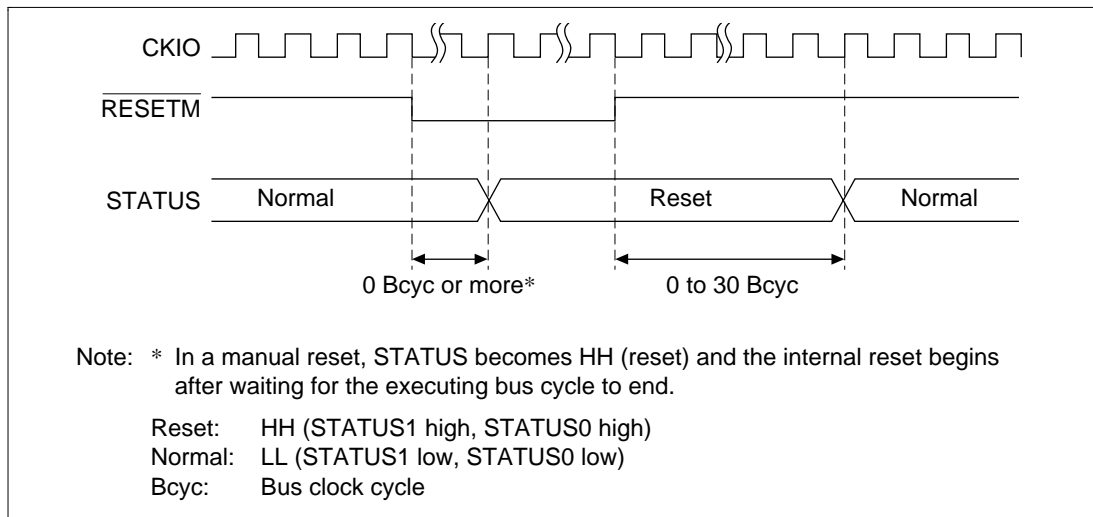 CKIO
RESETM
STATUS Normal Reset Normal
0 Bcyc or more* 0 to 30 Bcyc
Note: * In a manual reset, STATUS becomes HH (reset) and the internal reset begins
after waiting for the executing bus cycle to end.
Reset: HH (STATUS1 high, STATUS0 high)
Normal: LL (STATUS1 low, STATUS0 low)
Bcyc: Bus clock cycle